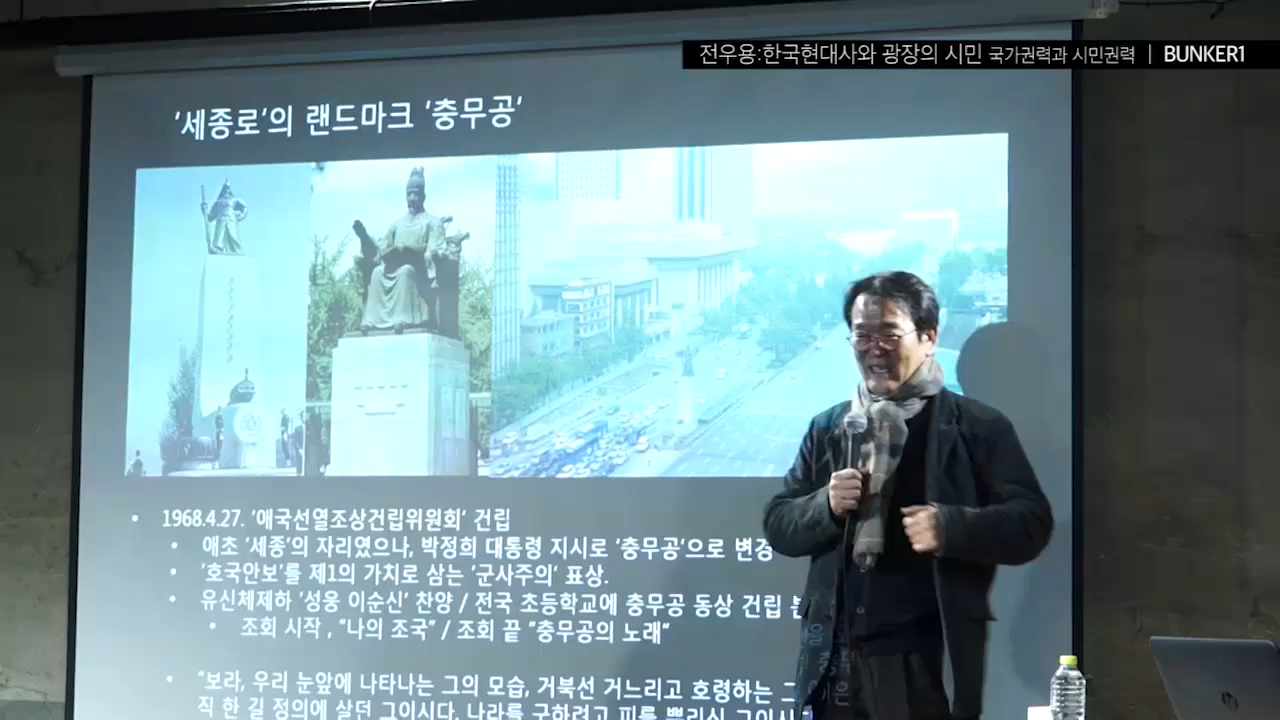 전우용:한국현대사와 광장의 시민 국가권력과 시민권력 | BUNKER1
'세종로'의 랜드마크 '충무공'
• 1968.4.27. '애국선열조상건립위원회' 건립
• 애초 '세종'의 자리였으나, 박정희 대통령 지시로 '충무공'으로 변경
• '호국안보'를 제1의 가치로 삼는 '군사주의' 표상.
• 유신체제하 '성웅 이순신' 찬양 / 전국 초등학교에 충무공 동상 건립
• 조회 시작 , "나의 조국" / 조회 끝 "충무공의 노래"
• "보라, 우리 눈앞에 나타나는 그의 모습, 거북선 거느리고 호령하는 그
직 한 길 정의에 살던 그이시다, 나라를 구하려고 피를 뿌리신 그이시